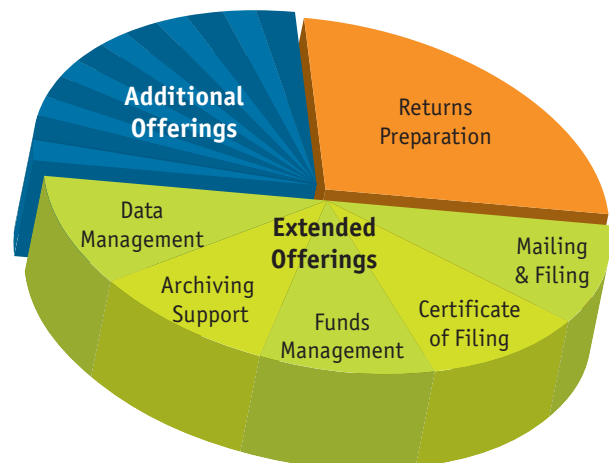 Additional
Offerings
Returns
Preparation
Data
Management
Extended
Offerings
Mailing
& Filing
Archiving
Support
Funds
Management
Certificate
of Filing